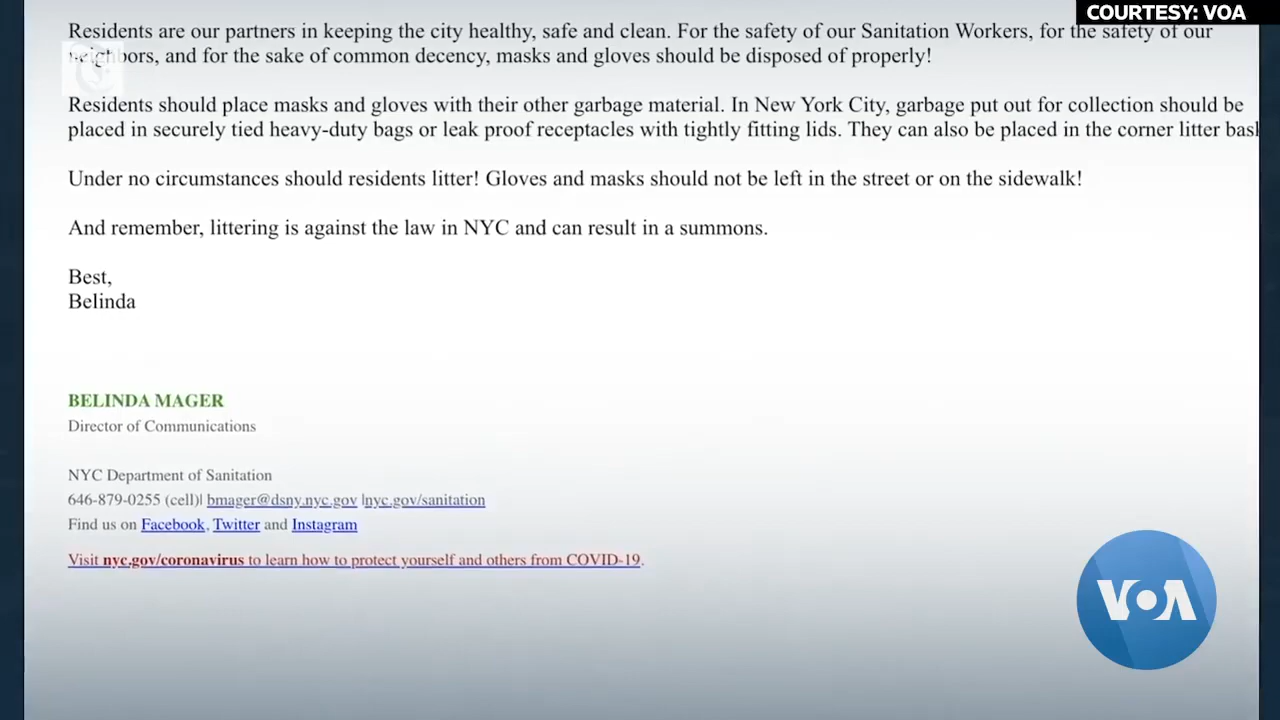 COURTESY: VOA
Residents are our partners in keeping the city healthy, safe and clean. For the safety of our Sanitation Workers, for the safety of our
neighbors, and for the sake of common decency, masks and gloves should be disposed of properly!
Residents should place masks and gloves with their other garbage material. In New York City, garbage put out for collection should be
placed in securely tied heavy-duty bags or leak proof receptacles with tightly fitting lids. They can also be placed in the corner litter bask
Under no circumstances should residents litter! Gloves and masks should not be left in the street or on the sidewalk!
And remember, littering is against the law in NYC and can result in a summons.
Best,
Belinda
BELINDA MAGER
Director of Communications
NYC Department of Sanitation
646-879-0255 (cell)| bmager@dsny.nyc.gov |nyc.gov/sanitation
Find us on Facebook, Twitter and Instagram
Visit nyc.gov/coronavirus to learn how to protect yourself and others from COVID-19.
VOA